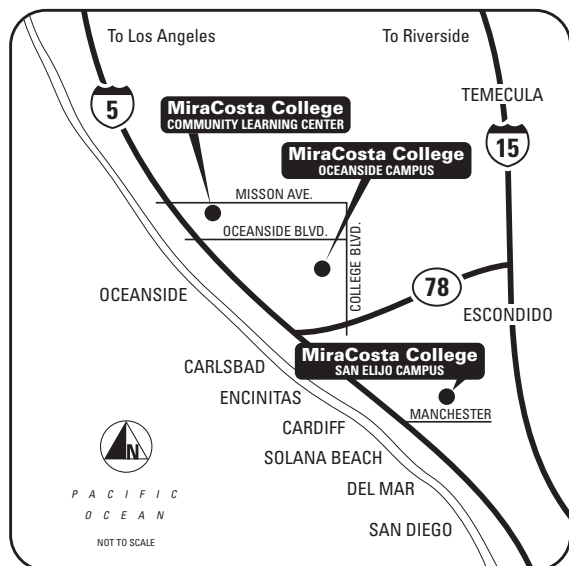 To Los Angeles
To Riverside
5
TEMECULA
MiraCosta College
COMMUNITY LEARNING CENTER
15
MiraCosta College
OCEANSIDE CAMPUS
MISSON AVE.
OCEANSIDE BLVD.
COLLEGE BLVD.
78
OCEANSIDE
ESCONDIDO
MiraCosta College
SAN ELIJO CAMPUS
CARLSBAD
ENCINITAS
MANCHESTER
CARDIFF
N
SOLANA BEACH
DEL MAR
PACIFIC
OCEAN
SAN DIEGO
NOT TO SCALE